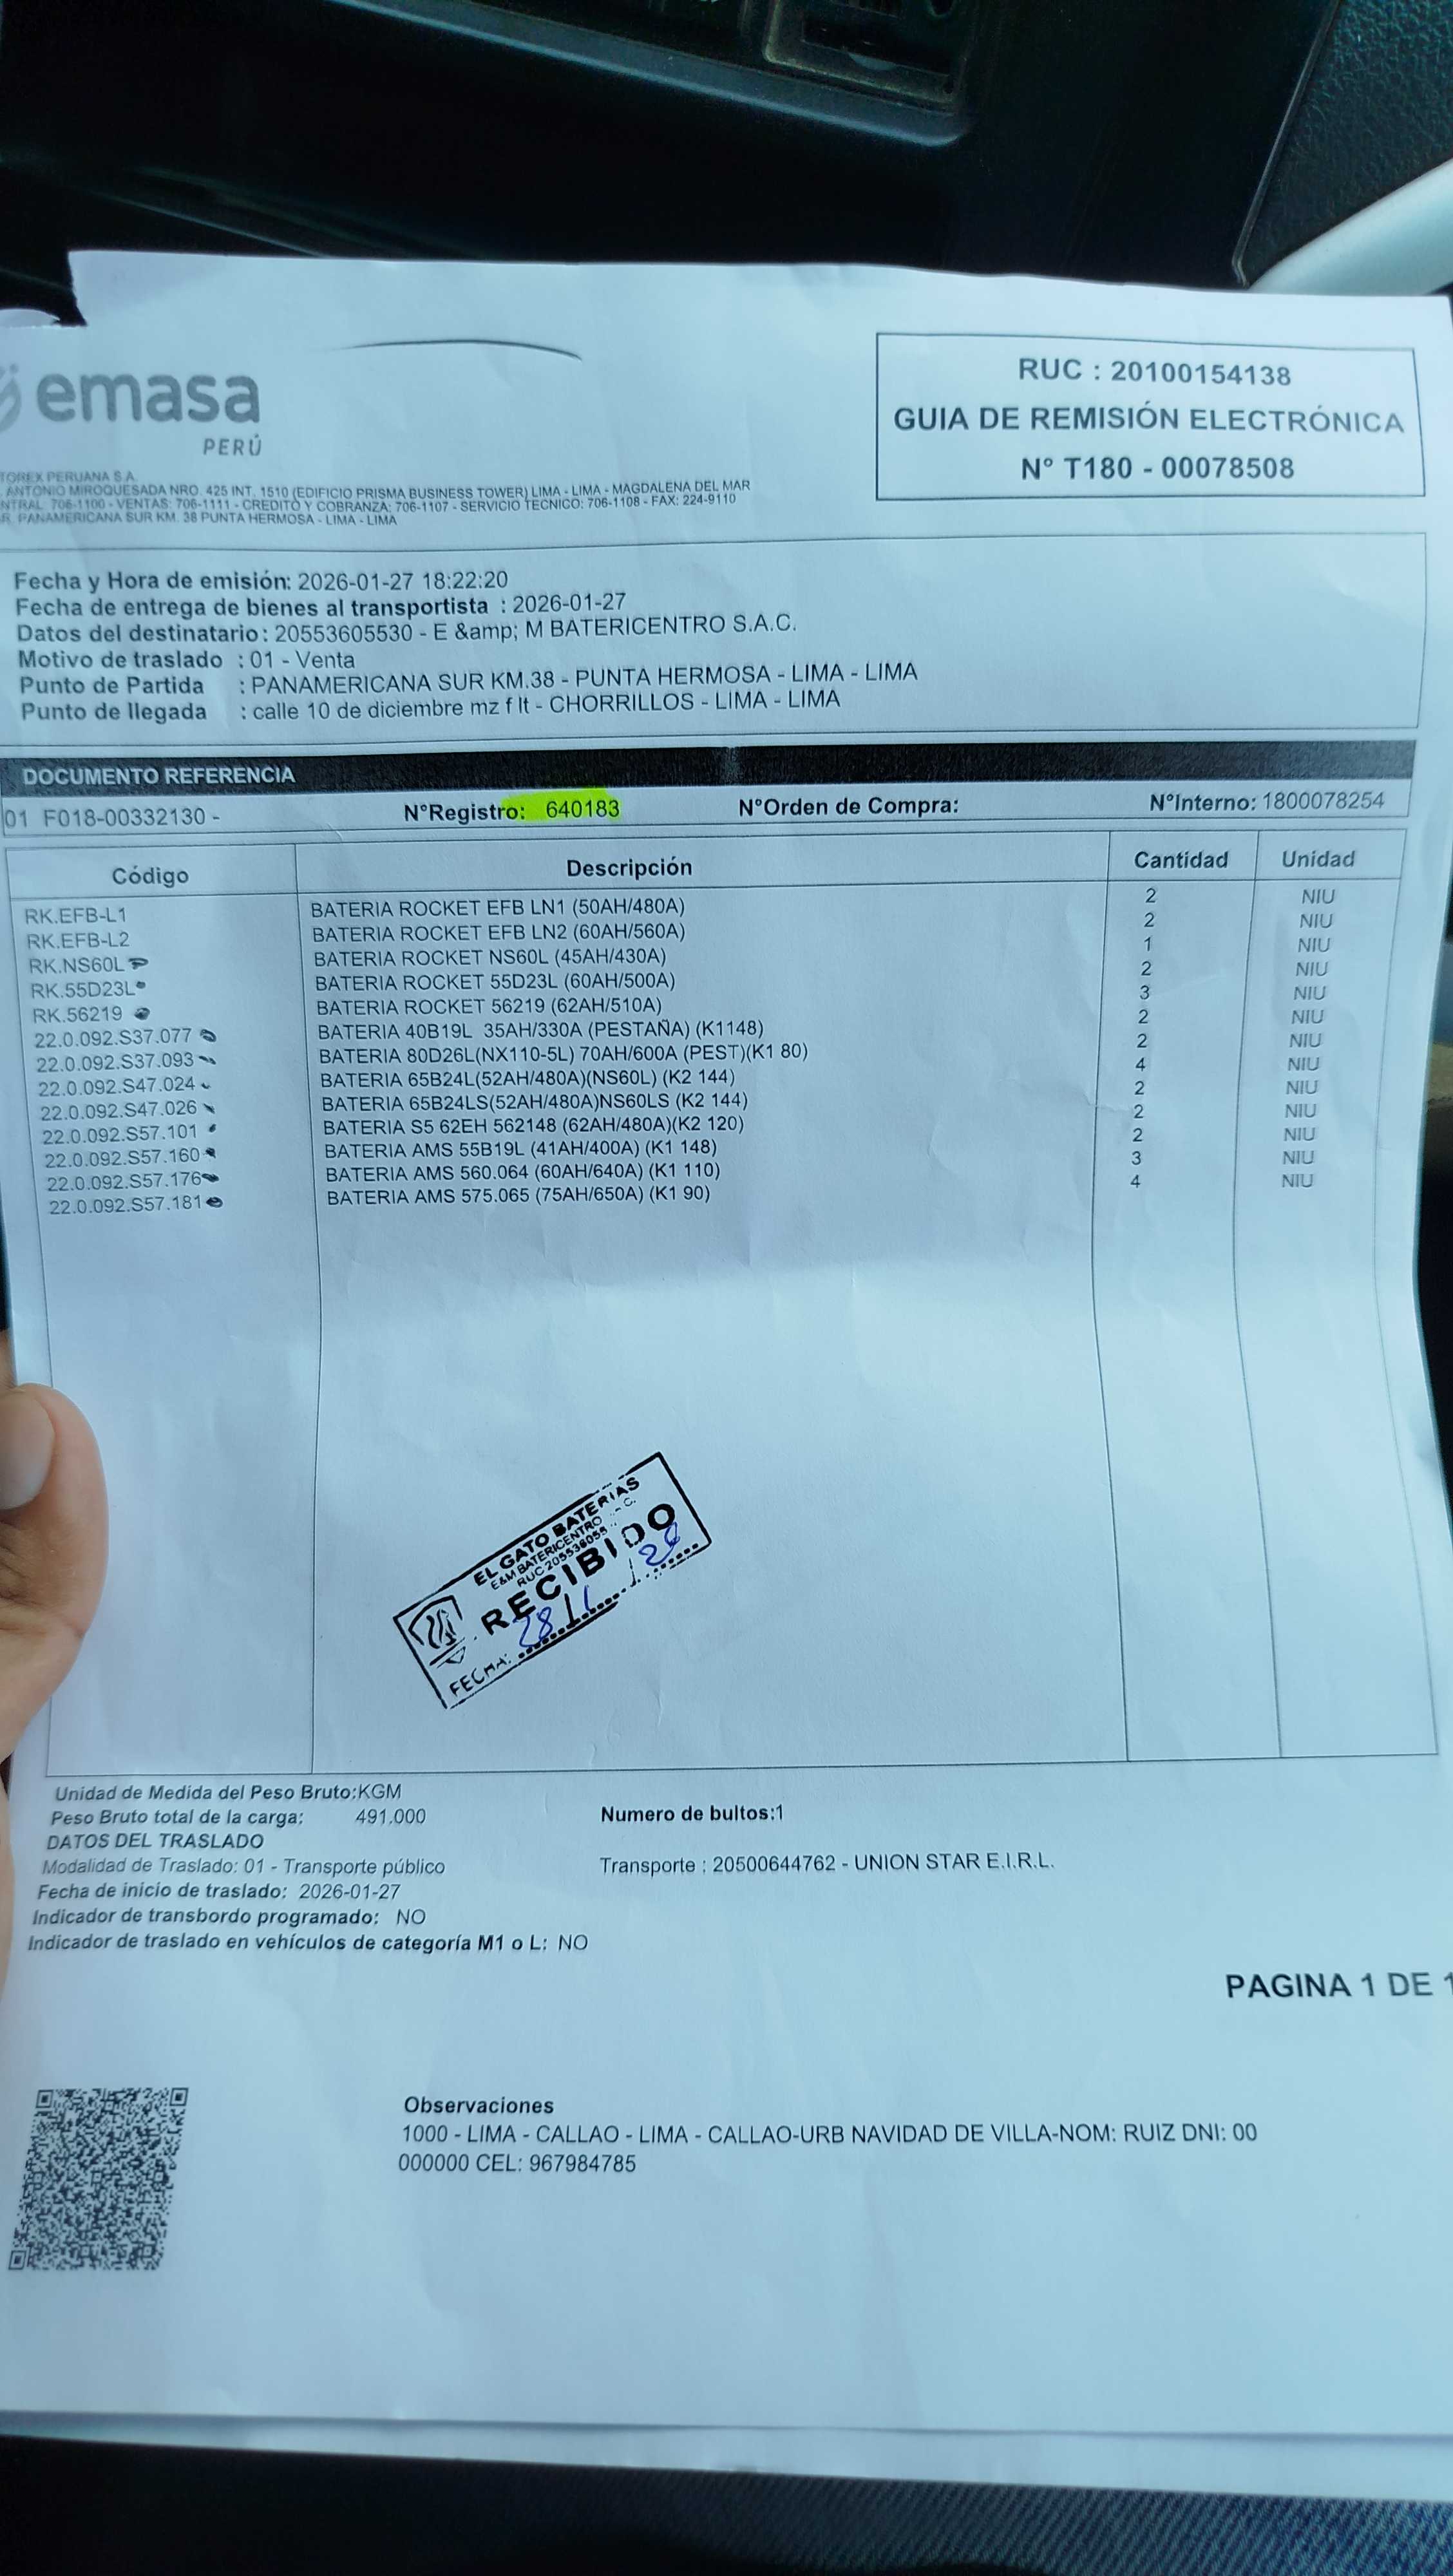 emasa
PERÚ
RUC : 20100154138
GUIA DE REMISIÓN ELECTRÓNICA
N° T180 - 00078508
TOREX PERUANA S.A.
ANTONIO MIROQUESADA NRO. 425 INT. 1510 (EDIFICIO PRISMA BUSINESS TOWER) LIMA - LIMA - MAGDALENA DEL MAR
NTRAL. 706-1100 - VENTAS: 706-1111 - CREDITO Y COBRANZA: 706-1107 - SERVICIO TECNICO: 706-1108 - FAX: 224-9110
R. PANAMERICANA SUR KM. 38 PUNTA HERMOSA - LIMA - LIMA
Fecha y Hora de emisión: 2026-01-27 18:22:20
Fecha de entrega de bienes al transportista : 2026-01-27
Datos del destinatario : 20553605530 - E &amp; M BATERICENTRO S.A.C.
Motivo de traslado : 01 - Venta
Punto de Partida : PANAMERICANA SUR KM.38 - PUNTA HERMOSA - LIMA - LIMA
Punto de llegada : calle 10 de diciembre mz f lt - CHORRILLOS - LIMA - LIMA
DOCUMENTO REFERENCIA
01 F018-00332130 - N°Registro: 640183 N°Orden de Compra: N°Interno: 1800078254
Código Descripción Cantidad Unidad
RK.EFB-L1 BATERIA ROCKET EFB LN1 (50AH/480A) 2 NIU
RK.EFB-L2 BATERIA ROCKET EFB LN2 (60AH/560A) 2 NIU
RK.NS60L BATERIA ROCKET NS60L (45AH/430A) 1 NIU
RK.55D23L BATERIA ROCKET 55D23L (60AH/500A) 2 NIU
RK.56219 BATERIA ROCKET 56219 (62AH/510A) 3 NIU
22.0.092.S37.077 BATERIA 40B19L 35AH/330A (PESTAÑA) (K1148) 2 NIU
22.0.092.S37.093 BATERIA 80D26L(NX110-5L) 70AH/600A (PEST)(K1 80) 2 NIU
22.0.092.S47.024 BATERIA 65B24L(52AH/480A)(NS60L) (K2 144) 4 NIU
22.0.092.S47.026 BATERIA 65B24LS(52AH/480A)NS60LS (K2 144) 2 NIU
22.0.092.S57.101 BATERIA S5 62EH 562148 (62AH/480A)(K2 120) 2 NIU
22.0.092.S57.160 BATERIA AMS 55B19L (41AH/400A) (K1 148) 2 NIU
22.0.092.S57.176 BATERIA AMS 560.064 (60AH/640A) (K1 110) 3 NIU
22.0.092.S57.181 BATERIA AMS 575.065 (75AH/650A) (K1 90) 4 NIU
EL GATO BATERIAS
E&M BATERICENTRO
RUC 205536055
RECIBIDO
FECHA: 28/1/26
Unidad de Medida del Peso Bruto:KGM
Peso Bruto total de la carga: 491.000 Numero de bultos:1
DATOS DEL TRASLADO
Modalidad de Traslado: 01 - Transporte público Transporte : 20500644762 - UNION STAR E.I.R.L.
Fecha de inicio de traslado: 2026-01-27
Indicador de transbordo programado: NO
Indicador de traslado en vehículos de categoría M1 o L: NO
PAGINA 1 DE 1
Observaciones
1000 - LIMA - CALLAO - LIMA - CALLAO-URB NAVIDAD DE VILLA-NOM: RUIZ DNI: 00
000000 CEL: 967984785